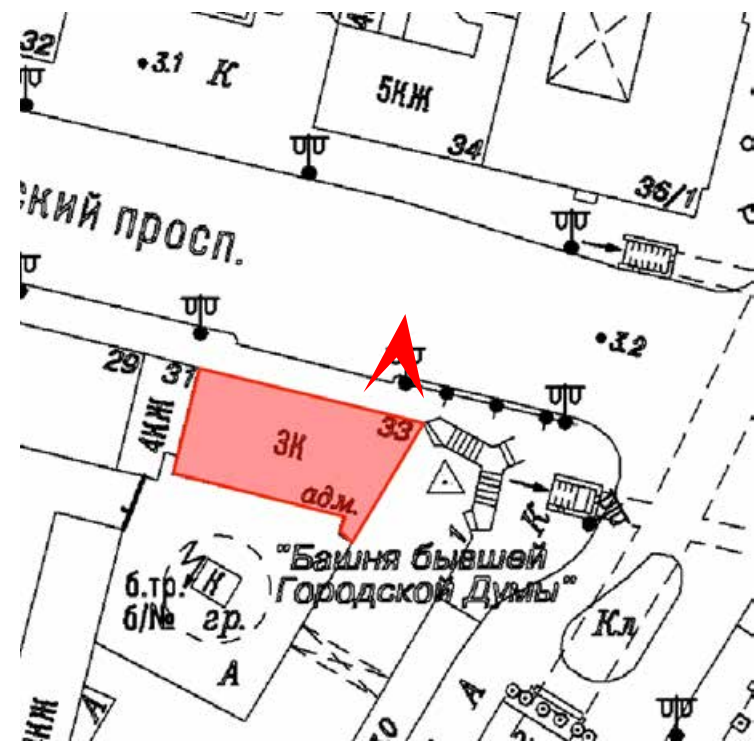 32
3.1 К
5КЖ
34
36/1
ский просп.
3.2
29
31
4КЖ
33
3К
адм.
К
1
"Башня бывшей
Городской Думы"
К
б.тр.
б/№
гр.
Кл
А
А
А